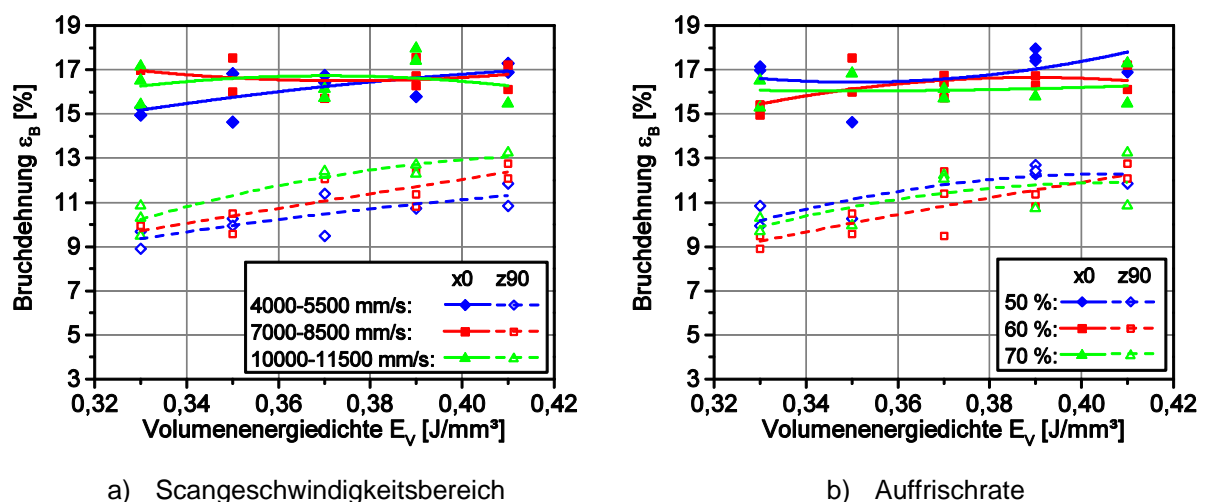 Bruchdehnung ε_B [%]
19
17
15
13
11
9
7
5
3
x0 z90
4000-5500 mm/s:
7000-8500 mm/s:
10000-11500 mm/s:
0,32 0,34 0,36 0,38 0,40 0,42
Volumenenergiedichte E_V [J/mm³]
a) Scangeschwindigkeitsbereich
Bruchdehnung ε_B [%]
19
17
15
13
11
9
7
5
3
x0 z90
50 %:
60 %:
70 %:
0,32 0,34 0,36 0,38 0,40 0,42
Volumenenergiedichte E_V [J/mm³]
b) Auffrischrate